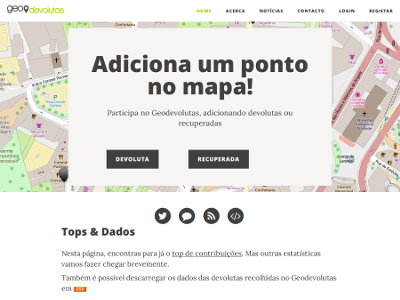 geodevolutas
HOME ACERCA NOTÍCIAS CONTACTO LOGIN REGISTAR
Adiciona um ponto
no mapa!
Participa no Geodevolutas, adicionando devolutas ou
recuperadas
DEVOLUTA RECUPERADA
Tops & Dados
Nesta página, encontras para já o top de contribuições. Mas outras estatísticas
vamos fazer chegar brevemente.
Também é possível descarregar os dados das devolutas recolhidas no Geodevolutas
em